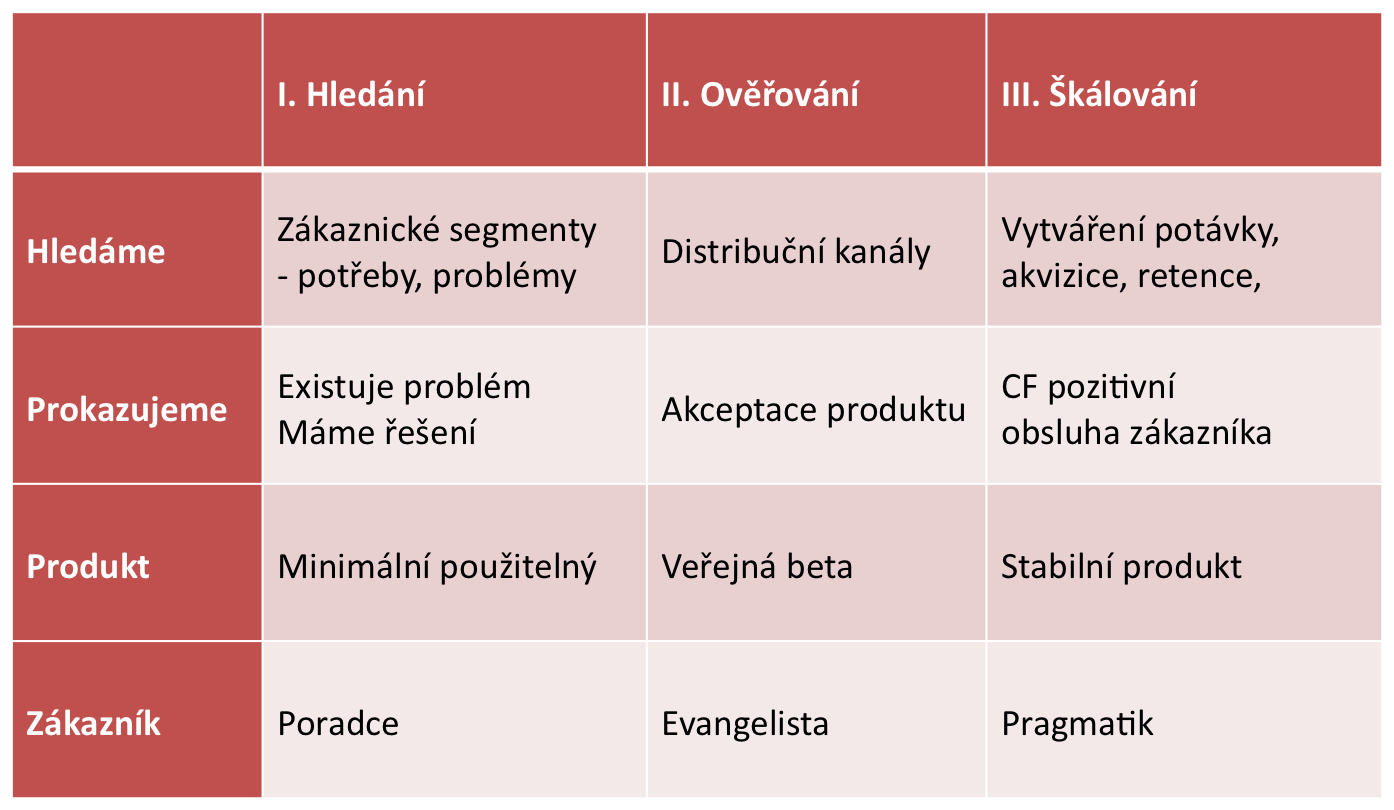 I. Hledání
II. Ověřování
III. Škálování
Hledáme
Zákaznické segmenty
- potřeby, problémy
Distribuční kanály
Vytváření potávky,
akvizice, retence,
Prokazujeme
Existuje problém
Máme řešení
Akceptace produktu
CF pozitivní
obsluha zákazníka
Produkt
Minimální použitelný
Veřejná beta
Stabilní produkt
Zákazník
Poradce
Evangelista
Pragmatik